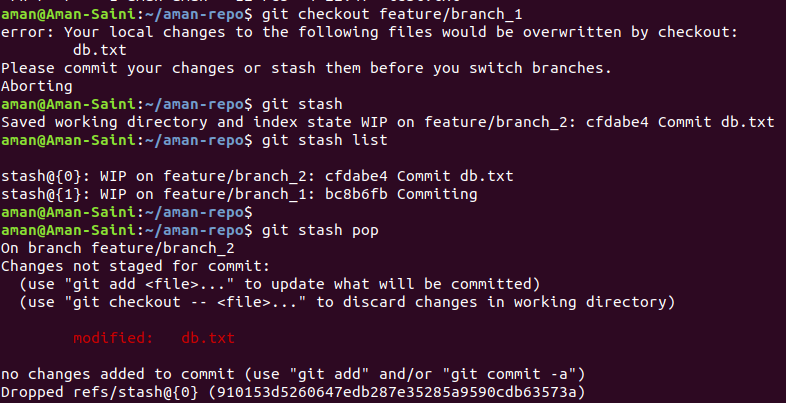 aman@Aman-Saini:~/aman-repo$ git checkout feature/branch_1
error: Your local changes to the following files would be overwritten by checkout:
        db.txt
Please commit your changes or stash them before you switch branches.
Aborting
aman@Aman-Saini:~/aman-repo$ git stash
Saved working directory and index state WIP on feature/branch_2: cfdabe4 Commit db.txt
aman@Aman-Saini:~/aman-repo$ git stash list
stash@{0}: WIP on feature/branch_2: cfdabe4 Commit db.txt
stash@{1}: WIP on feature/branch_1: bc8b6fb Commiting
aman@Aman-Saini:~/aman-repo$
aman@Aman-Saini:~/aman-repo$ git stash pop
On branch feature/branch_2
Changes not staged for commit:
  (use "git add <file>..." to update what will be committed)
  (use "git checkout -- <file>..." to discard changes in working directory)
        modified:   db.txt
no changes added to commit (use "git add" and/or "git commit -a")
Dropped refs/stash@{0} (910153d5260647edb287e35285a9590cdb63573a)